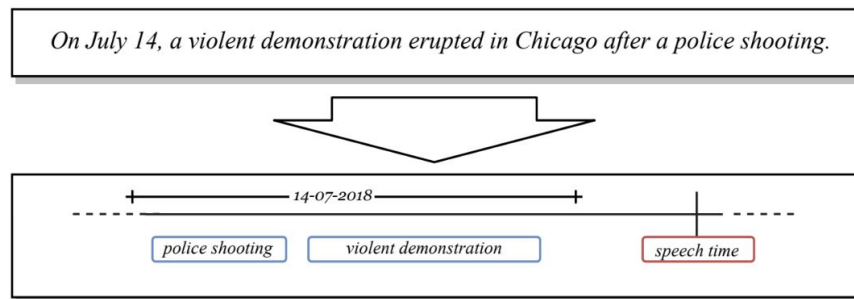 On July 14, a violent demonstration erupted in Chicago after a police shooting.
14-07-2018
police shooting violent demonstration speech time